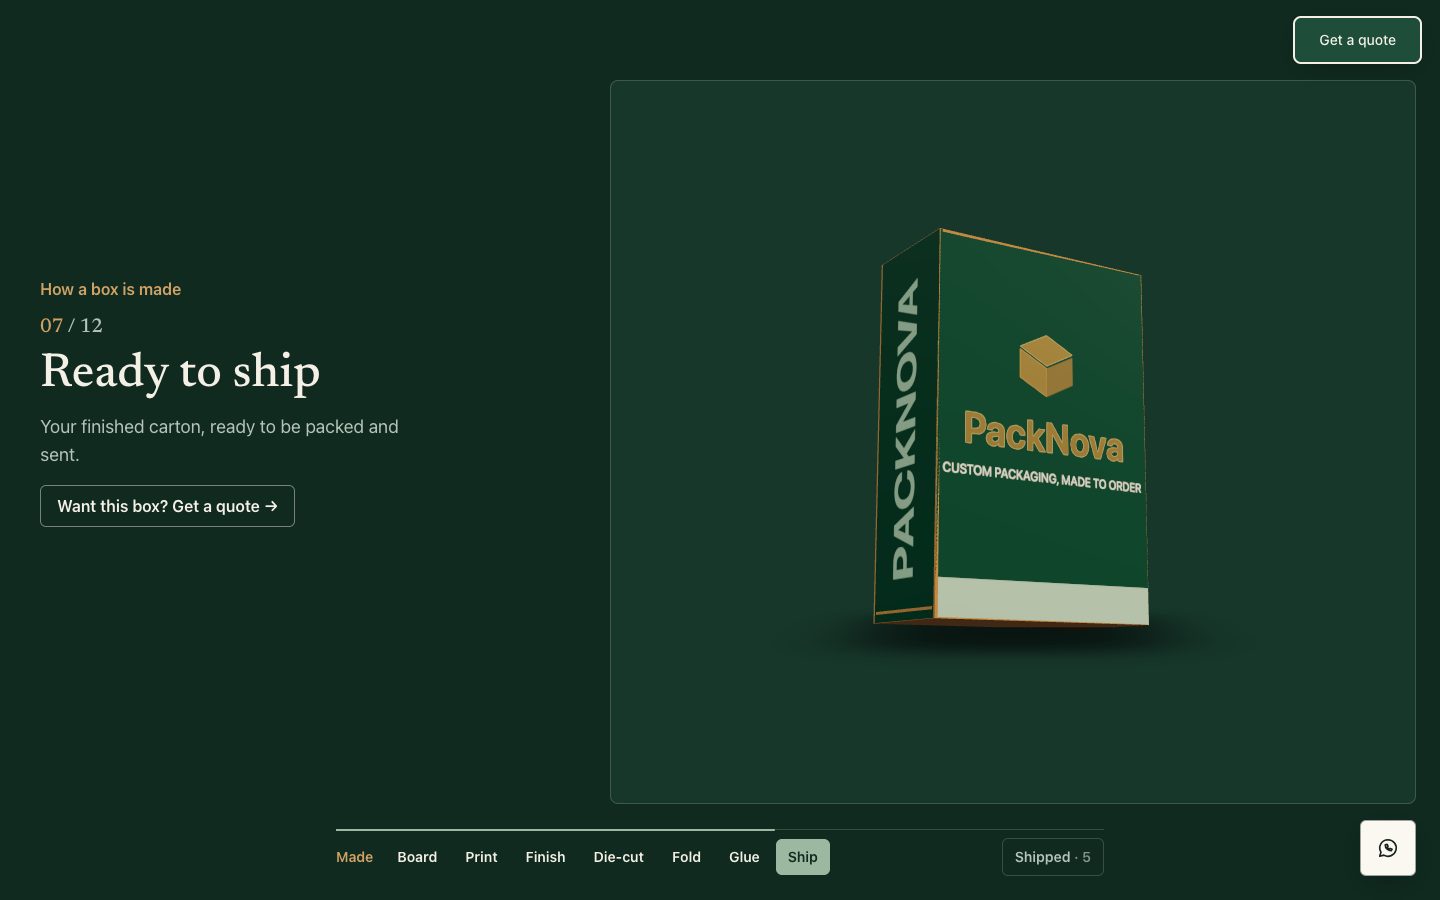 Get a quote
How a box is made
07 / 12
Ready to ship
Your finished carton, ready to be packed and
sent.
Want this box? Get a quote →
PACKNOVA
PackNova
CUSTOM PACKAGING, MADE TO ORDER
Made Board Print Finish Die-cut Fold Glue Ship Shipped · 5